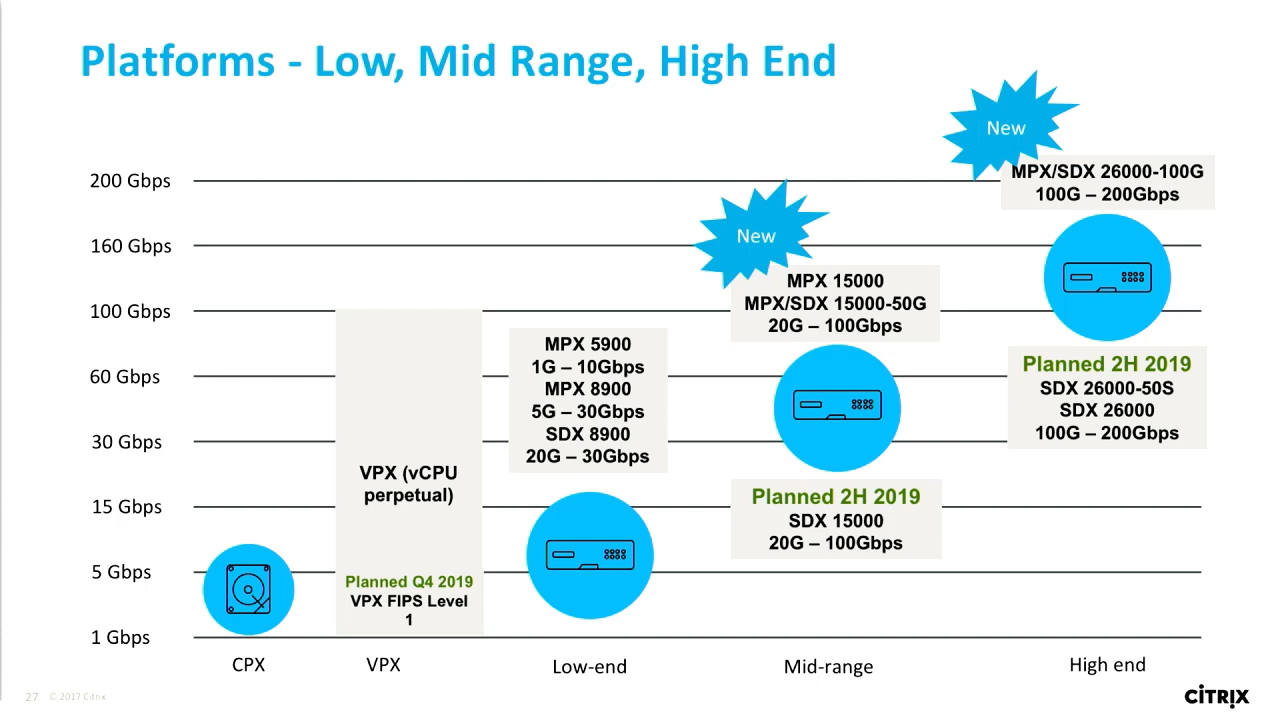 Platforms - Low, Mid Range, High End
New
MPX/SDX 26000-100G
100G – 200Gbps
200 Gbps
New
160 Gbps
MPX 15000
MPX/SDX 15000-50G
20G – 100Gbps
100 Gbps
MPX 5900
1G – 10Gbps
MPX 8900
5G – 30Gbps
SDX 8900
20G – 30Gbps
Planned 2H 2019
SDX 26000-50S
SDX 26000
100G – 200Gbps
60 Gbps
30 Gbps
VPX (vCPU
perpetual)
Planned 2H 2019
SDX 15000
20G – 100Gbps
15 Gbps
5 Gbps
Planned Q4 2019
VPX FIPS Level
1
1 Gbps
CPX
VPX
Low-end
Mid-range
High end
27 © 2017 Citrix
CİTRIX